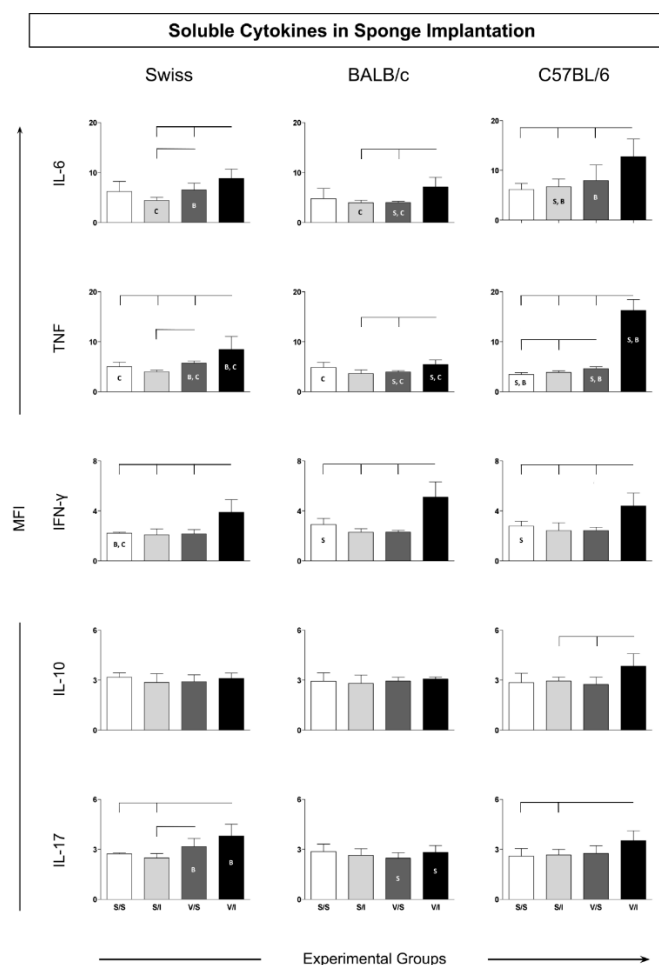 Soluble Cytokines in Sponge Implantation
Swiss BALB/c C57BL/6
MFI
IL-6
20 20 20
10 10 10
0 0 0
C B C S, C S, B B
TNF
20 20 20
10 10 10
0 0 0
C B, C B, C C S, C S, C S, B S, B S, B
IFN-γ
8 8 8
4 4 4
0 0 0
B, C S S
IL-10
6 6 6
3 3 3
0 0 0
IL-17
6 6 6
3 3 3
0 0 0
B B S S
S/S S/I V/S V/I S/S S/I V/S V/I S/S S/I V/S V/I
Experimental Groups